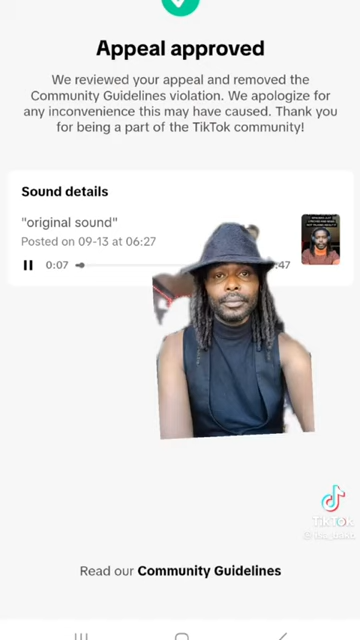 Appeal approved
We reviewed your appeal and removed the
Community Guidelines violation. We apologize for
any inconvenience this may have caused. Thank you
for being a part of the TikTok community!
Sound details
"original sound"
Posted on 09-13 at 06:27
0:07
:47
TikTok
Read our Community Guidelines